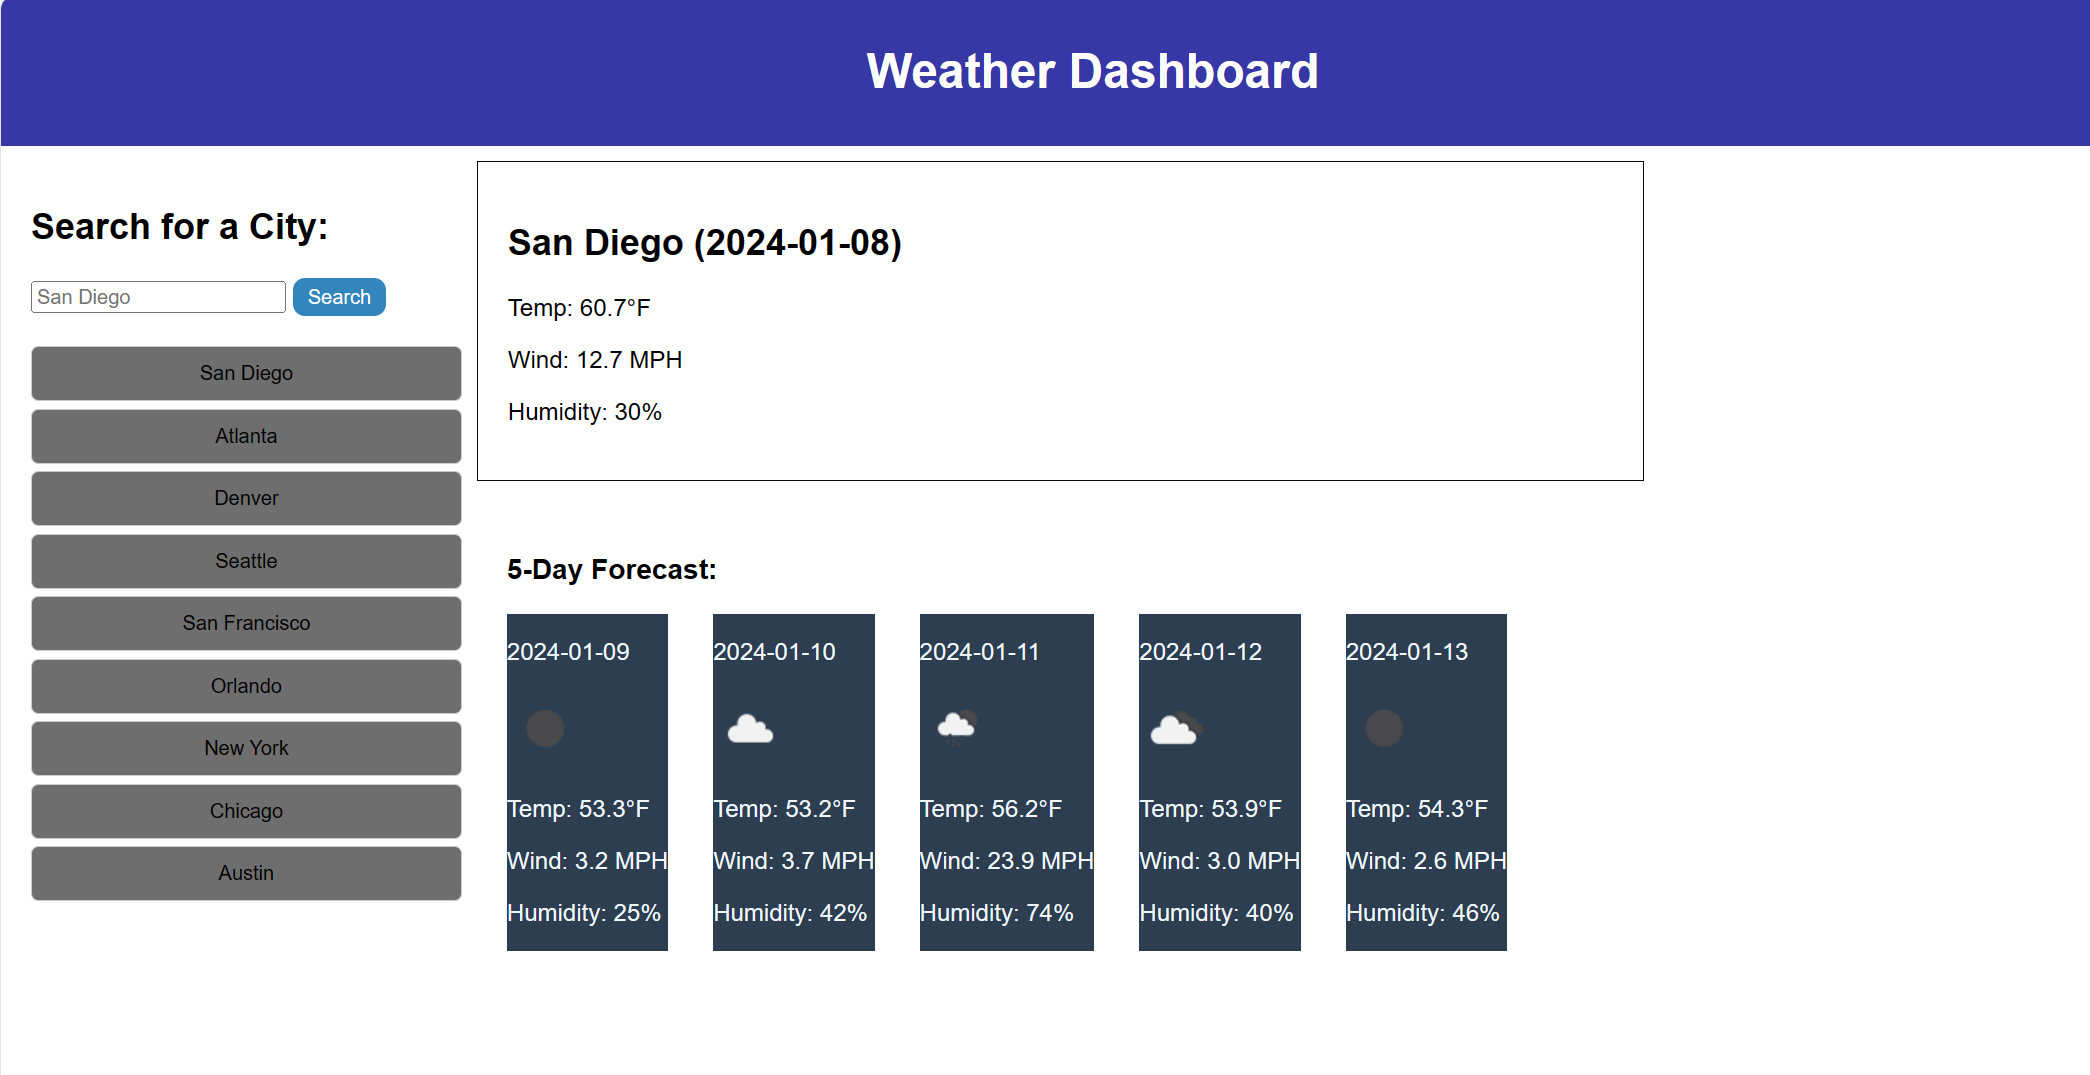 Weather Dashboard
Search for a City:
San Diego Search
San Diego
Atlanta
Denver
Seattle
San Francisco
Orlando
New York
Chicago
Austin
San Diego (2024-01-08)
Temp: 60.7°F
Wind: 12.7 MPH
Humidity: 30%
5-Day Forecast:
2024-01-09
Temp: 53.3°F
Wind: 3.2 MPH
Humidity: 25%
2024-01-10
Temp: 53.2°F
Wind: 3.7 MPH
Humidity: 42%
2024-01-11
Temp: 56.2°F
Wind: 23.9 MPH
Humidity: 74%
2024-01-12
Temp: 53.9°F
Wind: 3.0 MPH
Humidity: 40%
2024-01-13
Temp: 54.3°F
Wind: 2.6 MPH
Humidity: 46%